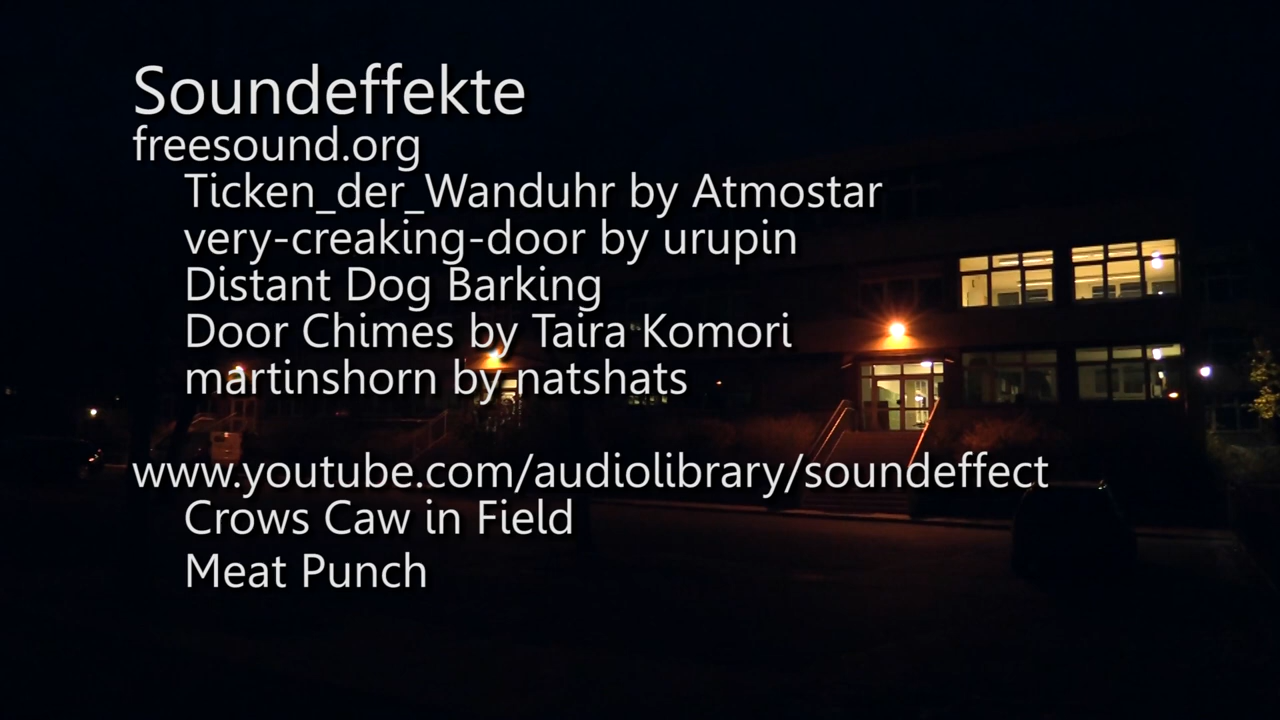 Soundeffekte
freesound.org
Ticken_der_Wanduhr by Atmostar
very-creaking-door by urupin
Distant Dog Barking
Door Chimes by Taira Komori
martinshorn by natshats
www.youtube.com/audiolibrary/soundeffect
Crows Caw in Field
Meat Punch